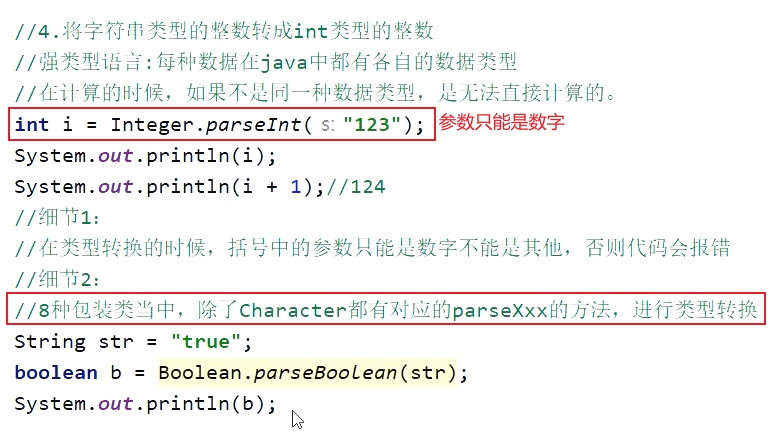 //4.将字符串类型的整数转成int类型的整数
//强类型语言:每种数据在java中都有各自的数据类型
//在计算的时候，如果不是同一种数据类型，是无法直接计算的。
int i = Integer.parseInt( s: "123"); 参数只能是数字
System.out.println(i);
System.out.println(i + 1);//124
//细节1：
//在类型转换的时候，括号中的参数只能是数字不能是其他，否则代码会报错
//细节2：
//8种包装类当中，除了Character都有对应的parseXxx的方法，进行类型转换
String str = "true";
boolean b = Boolean.parseBoolean(str);
System.out.println(b);